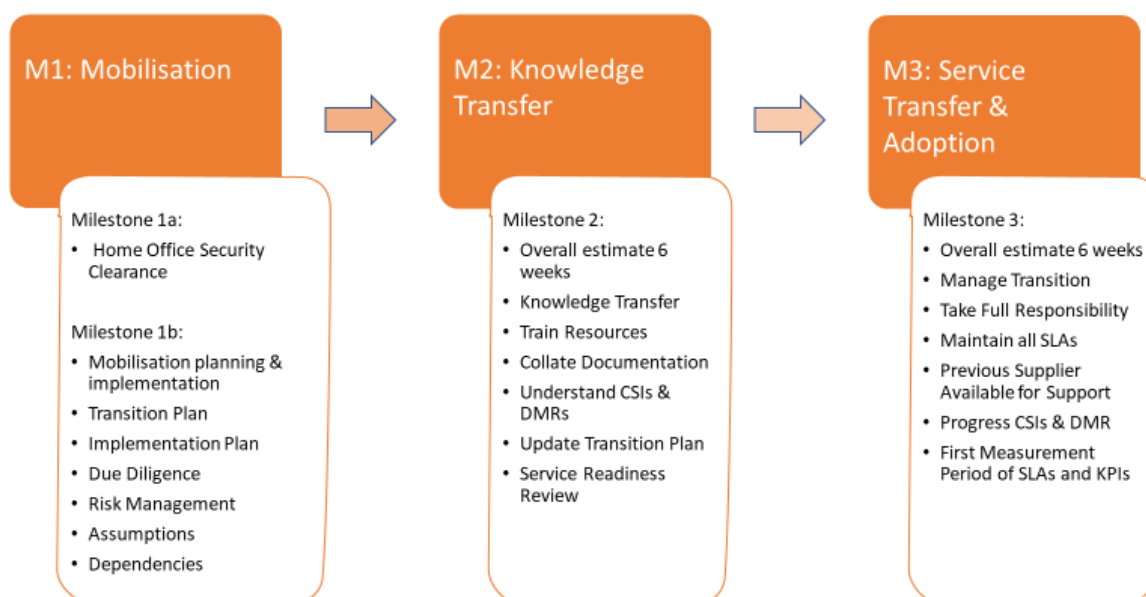 M1: Mobilisation
Milestone 1a:
• Home Office Security
Clearance
Milestone 1b:
• Mobilisation planning &
implementation
• Transition Plan
• Implementation Plan
• Due Diligence
• Risk Management
• Assumptions
• Dependencies
M2: Knowledge
Transfer
Milestone 2:
• Overall estimate 6
weeks
• Knowledge Transfer
• Train Resources
• Collate Documentation
• Understand CSIs &
DMRs
• Update Transition Plan
• Service Readiness
Review
M3: Service
Transfer &
Adoption
Milestone 3:
• Overall estimate 6 weeks
• Manage Transition
• Take Full Responsibility
• Maintain all SLAs
• Previous Supplier
Available for Support
• Progress CSIs & DMR
• First Measurement
Period of SLAs and KPIs